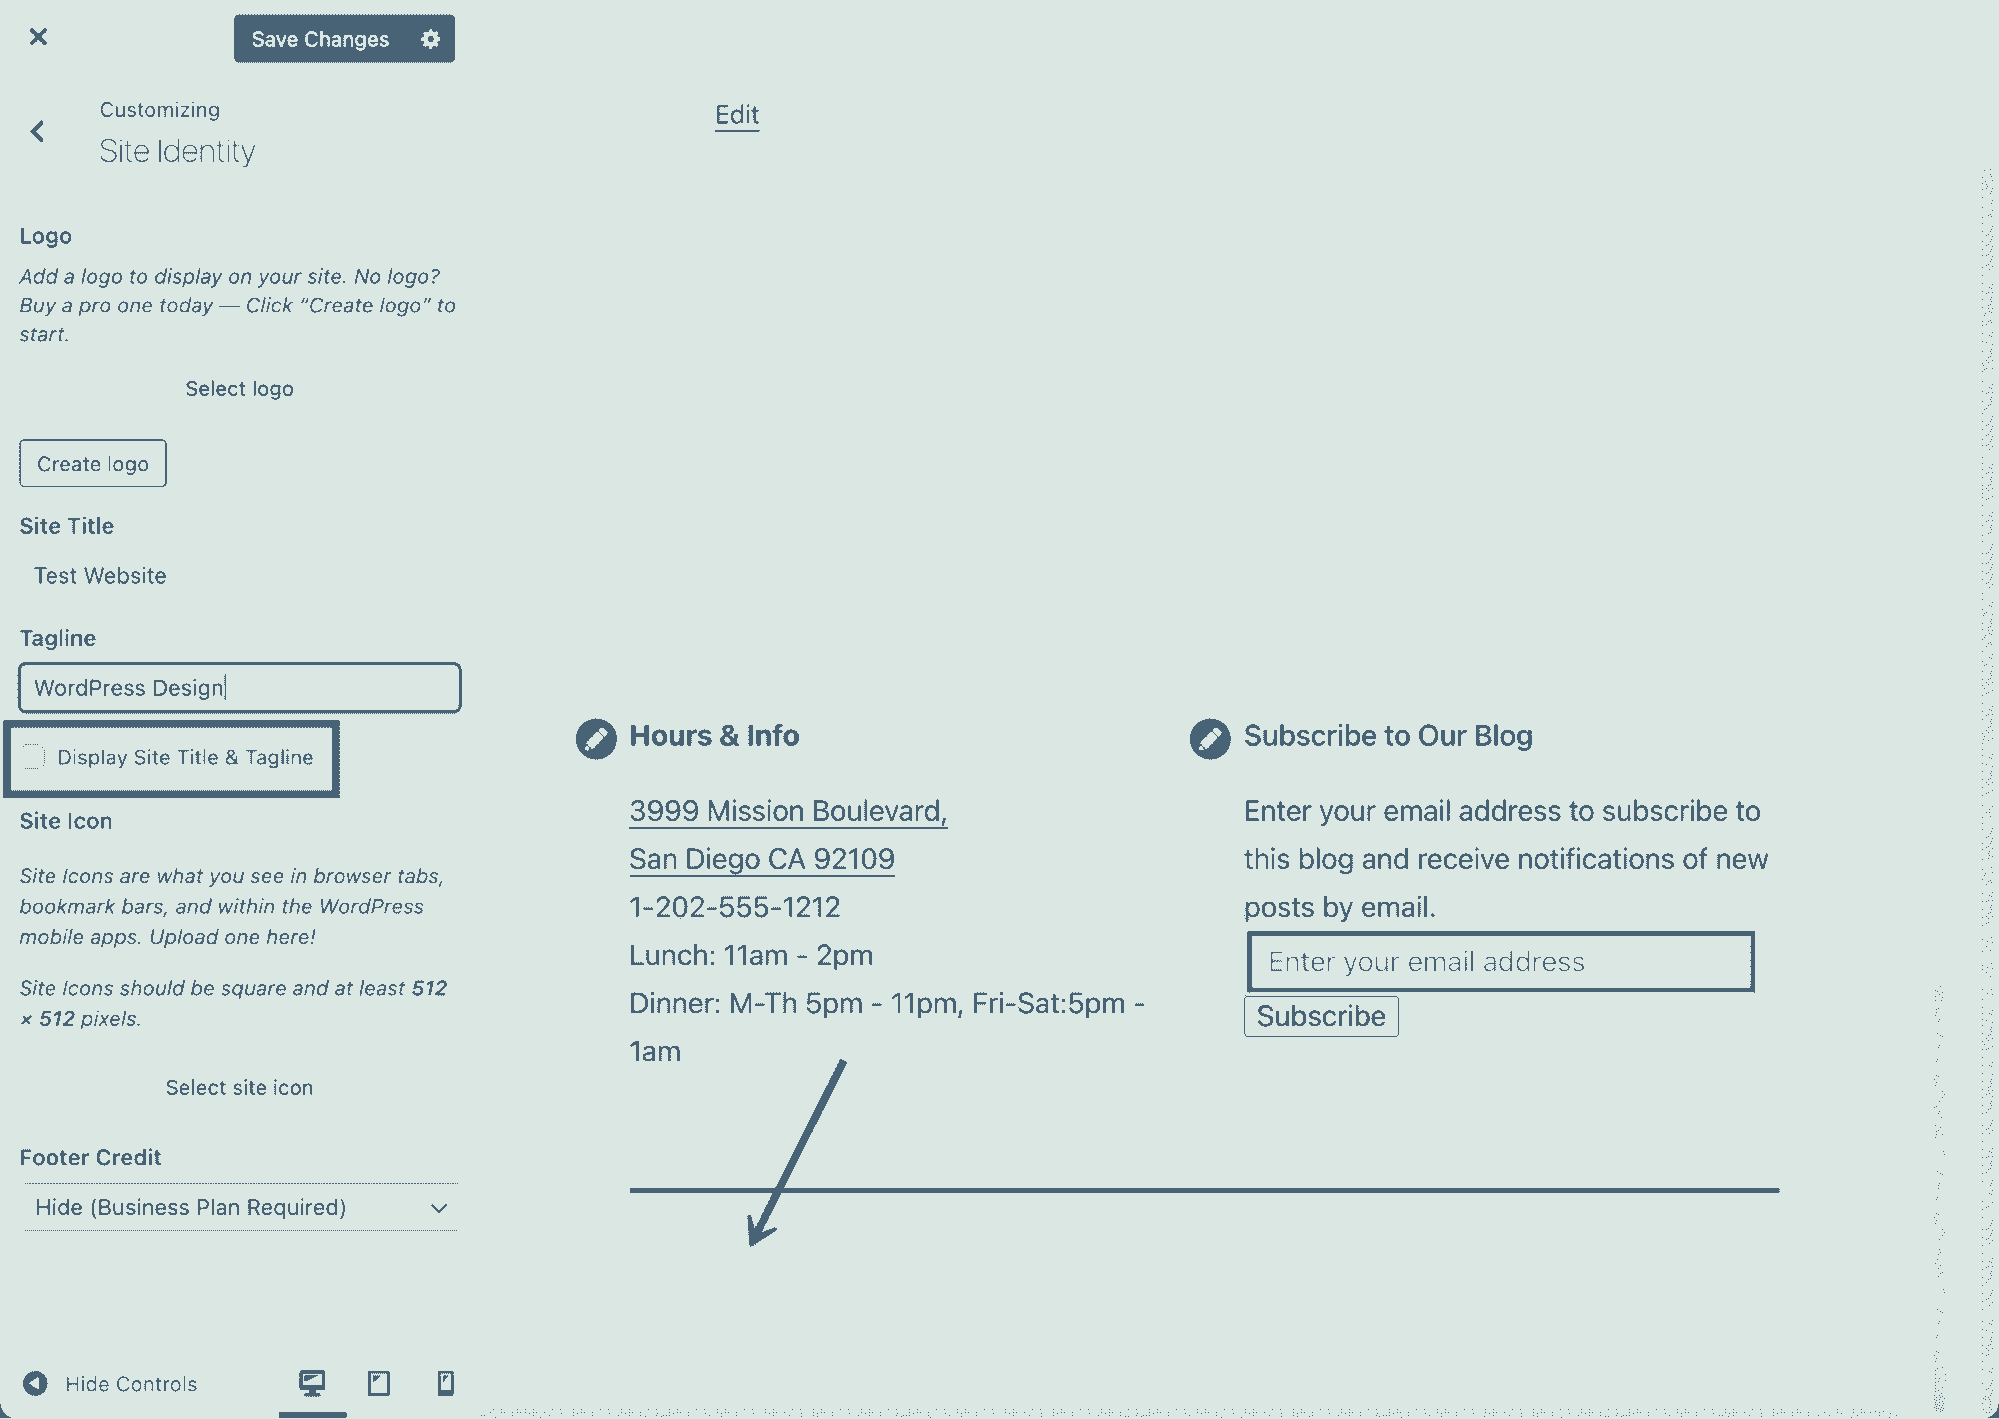 Save Changes
Customizing
Site Identity
Edit
Logo
Add a logo to display on your site. No logo?
Buy a pro one today — Click “Create logo” to
start.
Select logo
Create logo
Site Title
Test Website
Tagline
WordPress Design
Display Site Title & Tagline
Site Icon
Site Icons are what you see in browser tabs,
bookmark bars, and within the WordPress
mobile apps. Upload one here!
Site Icons should be square and at least 512
× 512 pixels.
Select site icon
Footer Credit
Hide (Business Plan Required)
Hide Controls
Hours & Info
3999 Mission Boulevard,
San Diego CA 92109
1-202-555-1212
Lunch: 11am - 2pm
Dinner: M-Th 5pm - 11pm, Fri-Sat:5pm -
1am
Subscribe to Our Blog
Enter your email address to subscribe to
this blog and receive notifications of new
posts by email.
Enter your email address
Subscribe